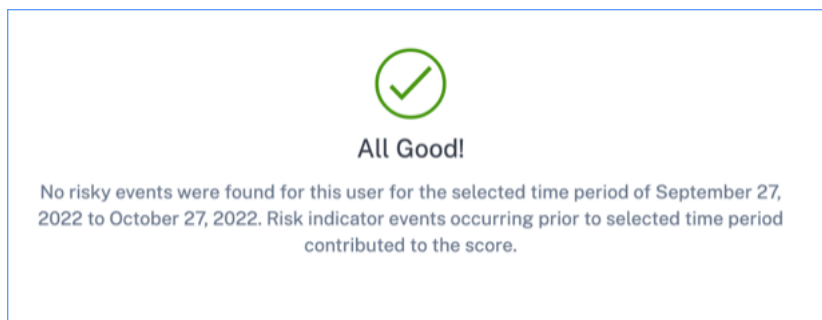 All Good!
No risky events were found for this user for the selected time period of September 27,
2022 to October 27, 2022. Risk indicator events occurring prior to selected time period
contributed to the score.